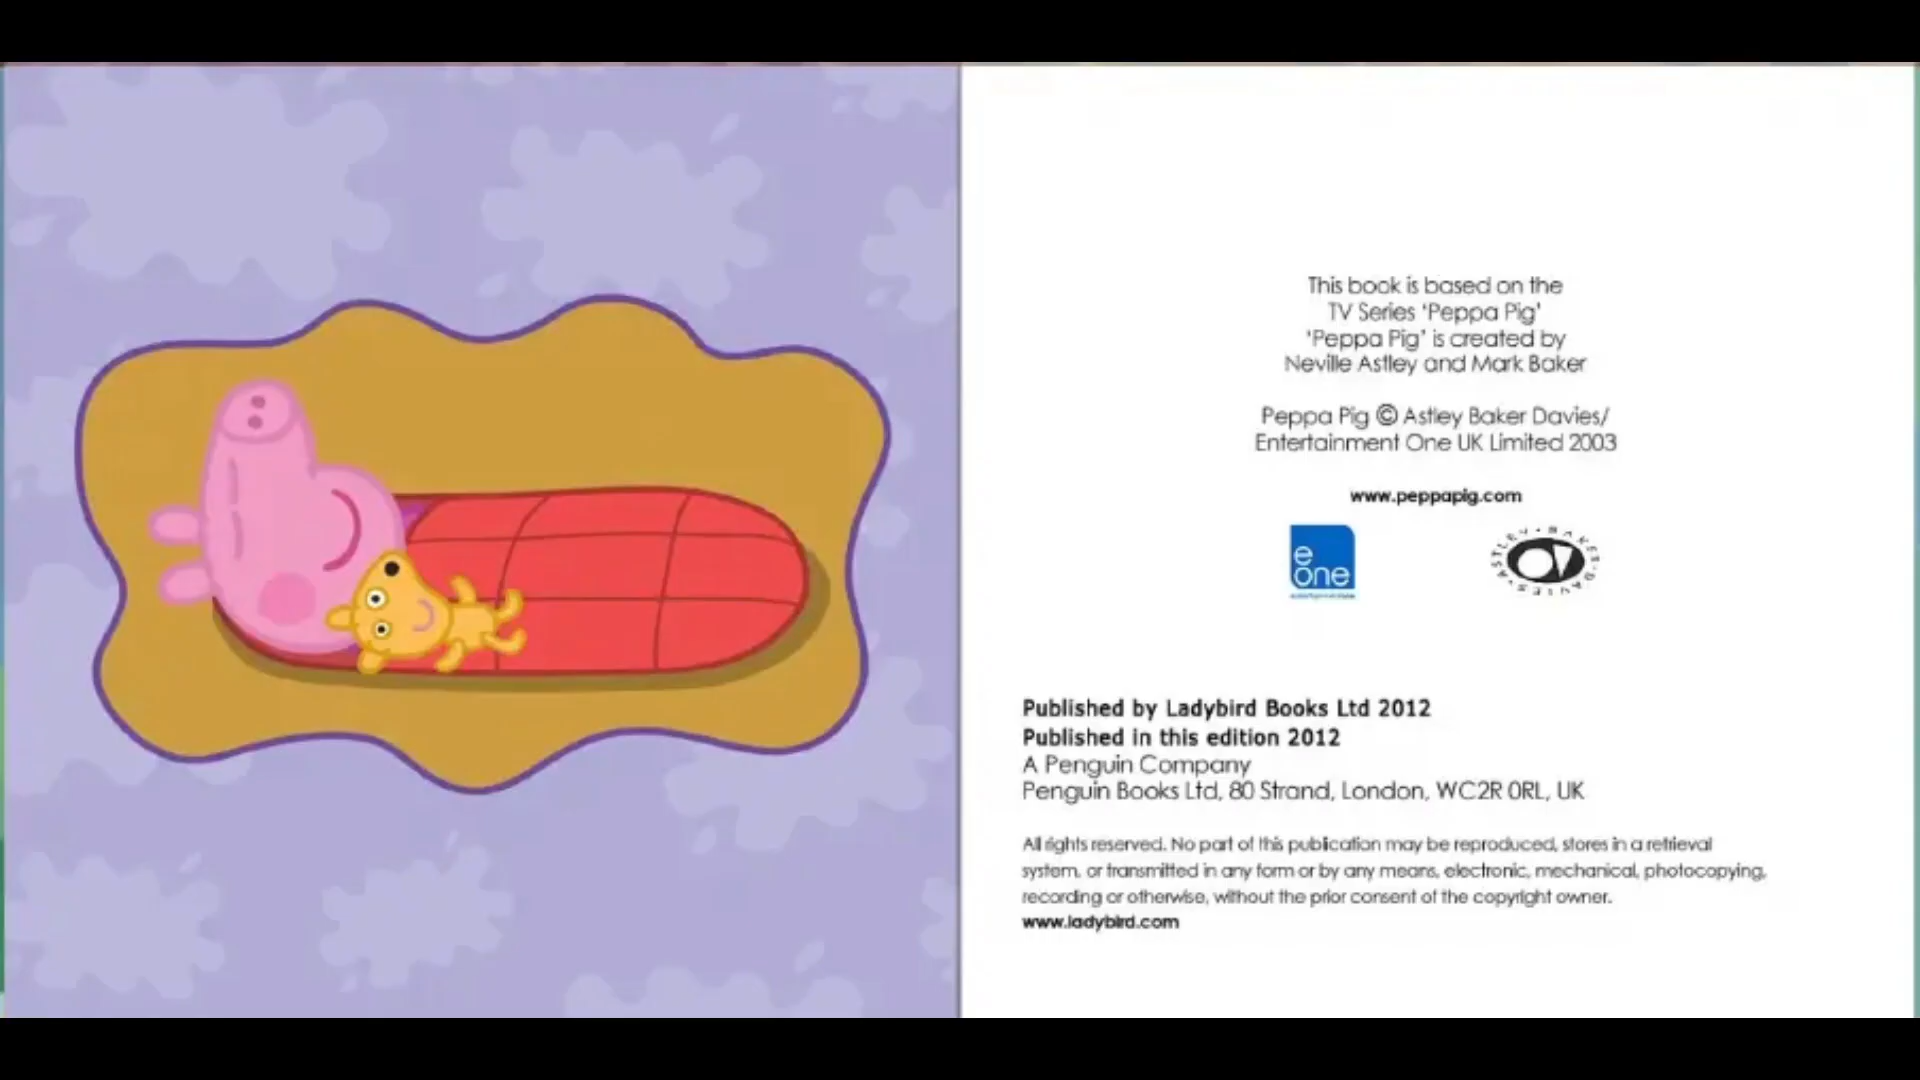 This book is based on the
TV Series ‘Peppa Pig’
‘Peppa Pig’ is created by
Neville Astley and Mark Baker
Peppa Pig © Astley Baker Davies/
Entertainment One UK Limited 2003
www.peppapig.com
e
one
ASTLEY · BAKER · DAVIES
Published by Ladybird Books Ltd 2012
Published in this edition 2012
A Penguin Company
Penguin Books Ltd, 80 Strand, London, WC2R 0RL, UK
All rights reserved. No part of this publication may be reproduced, stores in a retrieval
system, or transmitted in any form or by any means, electronic, mechanical, photocopying,
recording or otherwise, without the prior consent of the copyright owner.
www.ladybird.com